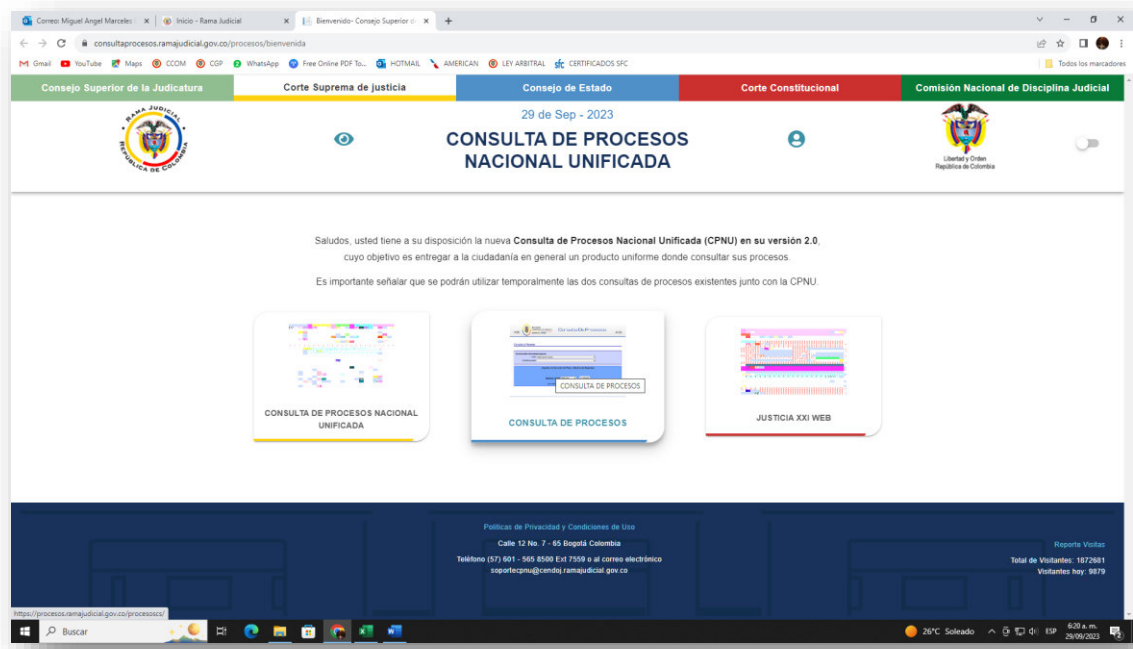 Correo: Miguel Angel Marceles
Inicio - Rama Judicial
Bienvenido- Consejo Superior d
consultaprocesos.ramajudicial.gov.co/procesos/bienvenida
Gmail YouTube Maps CCOM CGP WhatsApp Free Online PDF To... HOTMAIL AMERICAN LEY ARBITRAL CERTIFICADOS SFC Todos los marcadores
Consejo Superior de la Judicatura
Corte Suprema de justicia
Consejo de Estado
Corte Constitucional
Comisión Nacional de Disciplina Judicial
RAMA JUDICIAL
REPÚBLICA DE COLOMBIA
29 de Sep - 2023
CONSULTA DE PROCESOS
NACIONAL UNIFICADA
Libertad y Orden
República de Colombia
Saludos, usted tiene a su disposición la nueva Consulta de Procesos Nacional Unificada (CPNU) en su versión 2.0,
cuyo objetivo es entregar a la ciudadanía en general un producto uniforme donde consultar sus procesos.
Es importante señalar que se podrán utilizar temporalmente las dos consultas de procesos existentes junto con la CPNU.
CONSULTA DE PROCESOS NACIONAL
UNIFICADA
Consulta De Procesos
CONSULTA DE PROCESOS
CONSULTA DE PROCESOS
JUSTICIA XXI WEB
Políticas de Privacidad y Condiciones de Uso
Calle 12 No. 7 - 65 Bogotá Colombia
Teléfono (57) 601 - 565 8500 Ext 7559 o al correo electrónico
soportecpnu@cendoj.ramajudicial.gov.co
Reporte Visitas
Total de Visitantes: 1872681
Visitantes hoy: 9879
https://procesos.ramajudicial.gov.co/procesoscs/
Buscar
26°C Soleado
ESP
6:20 a. m.
29/09/2023